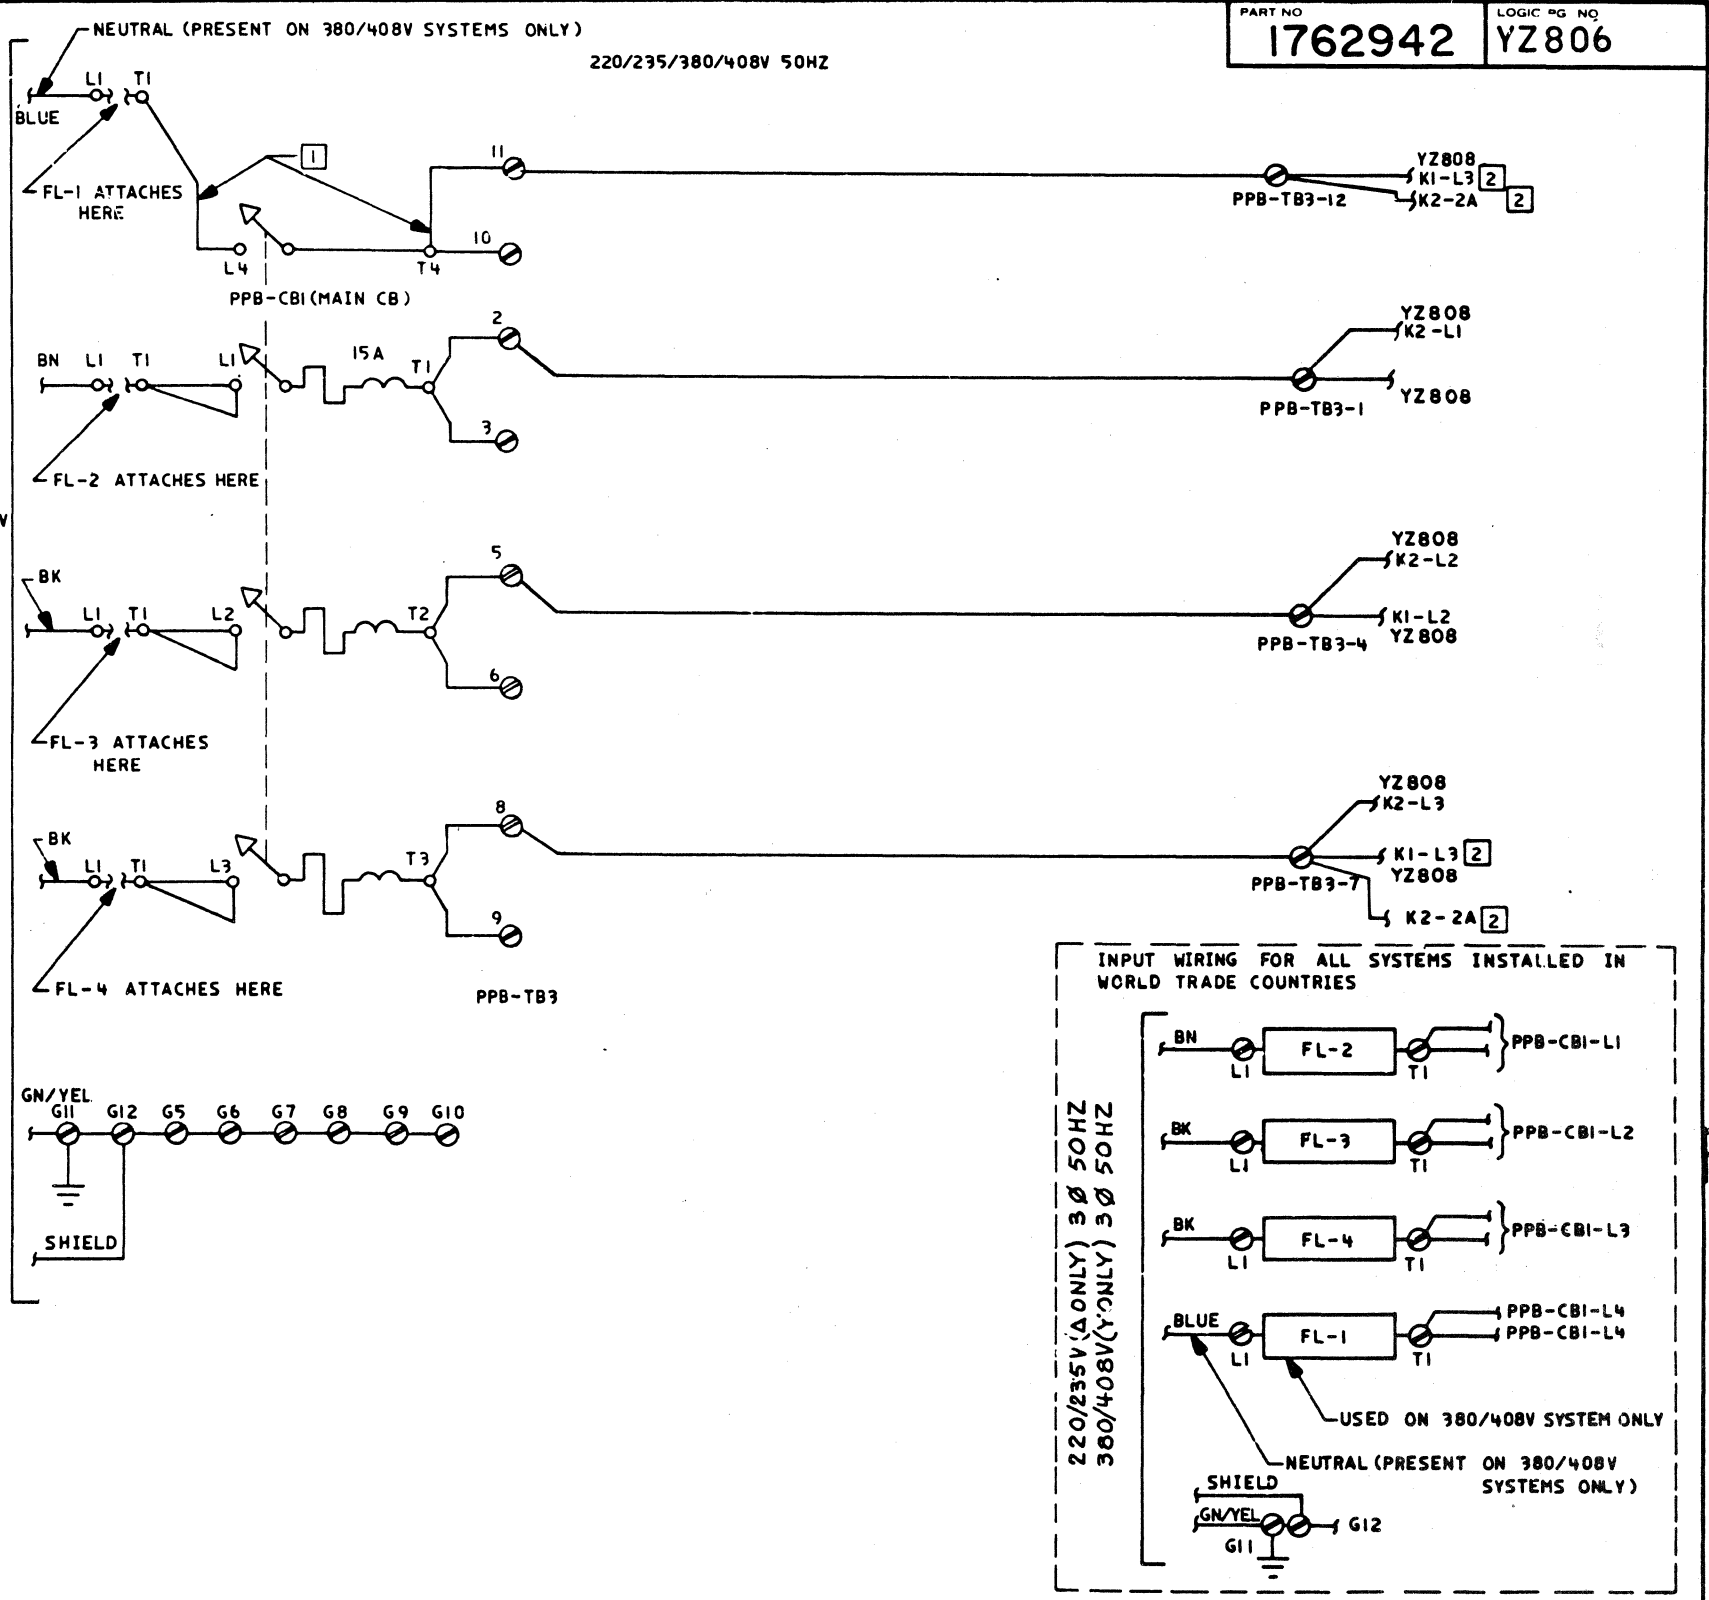 PART NO
1762942
LOGIC PG NO
YZ806
NEUTRAL (PRESENT ON 380/408V SYSTEMS ONLY)
220/235/380/408V 50HZ
L1 T1
BLUE
1
11
YZ808
K1-L3 2
K2-2A 2
PPB-TB3-12
FL-1 ATTACHES
HERE
10
L4
T4
PPB-CB1 (MAIN CB)
2
YZ808
K2-L1
BN L1 T1 L1
15A
T1
PPB-TB3-1
YZ808
3
FL-2 ATTACHES HERE
V
5
YZ808
K2-L2
BK
L1 T1 L2
T2
PPB-TB3-4
K1-L2
YZ808
6
FL-3 ATTACHES
HERE
8
YZ808
K2-L3
BK
L1 T1 L3
T3
PPB-TB3-7
K1-L3 2
YZ808
K2-2A 2
9
FL-4 ATTACHES HERE
PPB-TB3
GN/YEL
G11 G12 G5 G6 G7 G8 G9 G10
SHIELD
INPUT WIRING FOR ALL SYSTEMS INSTALLED IN
WORLD TRADE COUNTRIES
220/235V (Δ ONLY) 3Ø 50HZ
380/408V (Y ONLY) 3Ø 50HZ
BN
L1
FL-2
T1
PPB-CB1-L1
BK
L1
FL-3
T1
PPB-CB1-L2
BK
L1
FL-4
T1
PPB-CB1-L3
BLUE
L1
FL-1
T1
PPB-CB1-L4
PPB-CB1-L4
USED ON 380/408V SYSTEM ONLY
NEUTRAL (PRESENT ON 380/408V
SYSTEMS ONLY)
SHIELD
GN/YEL
G12
G11